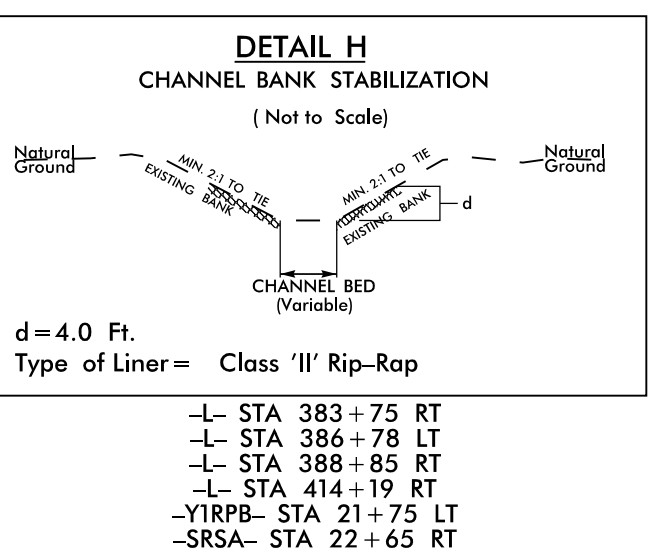 DETAIL H
CHANNEL BANK STABILIZATION
( Not to Scale)
Natural
Ground
MIN. 2:1 TO TIE
EXISTING BANK
MIN. 2:1 TO TIE
EXISTING BANK
d
Natural
Ground
CHANNEL BED
(Variable)
d=4.0 Ft.
Type of Liner= Class 'II' Rip-Rap
-L- STA 383+75 RT
-L- STA 386+78 LT
-L- STA 388+85 RT
-L- STA 414+19 RT
-Y1RPB- STA 21+75 LT
-SRSA- STA 22+65 RT